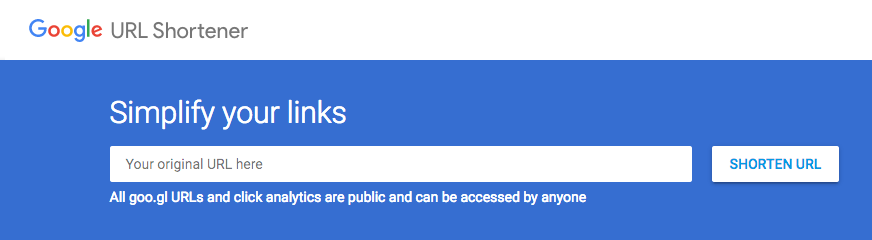 Google URL Shortener
Simplify your links
Your original URL here
SHORTEN URL
All goo.gl URLs and click analytics are public and can be accessed by anyone